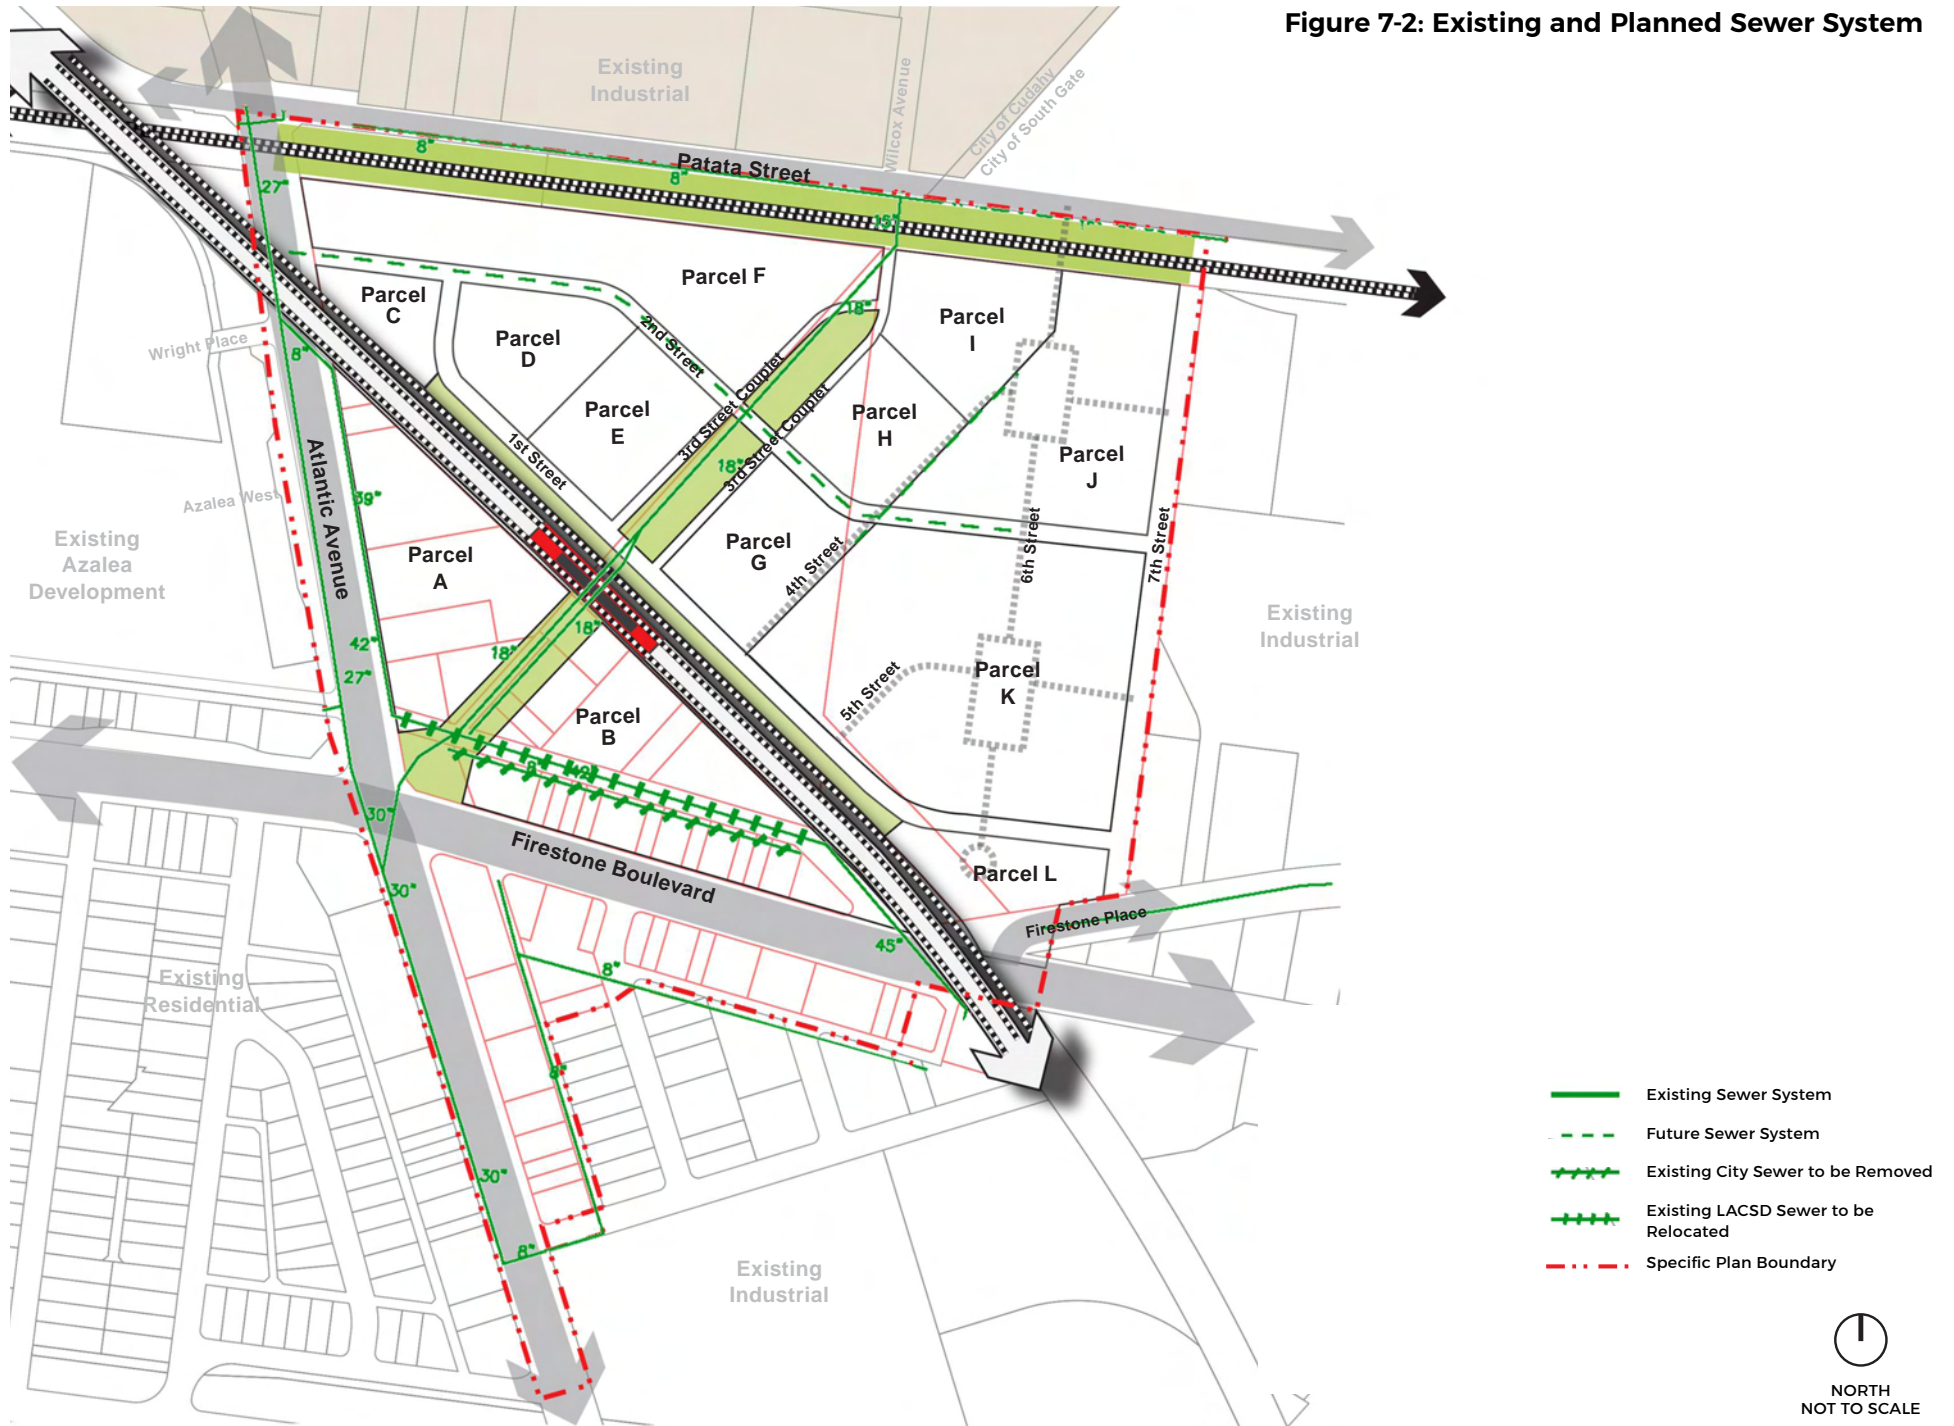 Figure 7-2: Existing and Planned Sewer System
Existing
Industrial
Wilcox Avenue
City of Cudahy
City of South Gate
Patata Street
8"
8"
27"
15"
Parcel F
Parcel
C
Parcel
D
Parcel
E
Parcel
I
Parcel
H
Parcel
J
18"
2nd Street
3rd Street Couplet
3rd Street Couplet
18"
1st Street
Wright Place
8"
Azalea West
Atlantic Avenue
39"
Existing
Azalea
Development
Parcel
A
Parcel
G
4th Street
6th Street
7th Street
Existing
Industrial
42"
27"
18"
18"
Parcel
B
5th Street
Parcel
K
8"
42"
30"
Firestone Boulevard
Parcel L
Firestone Place
30"
45"
8"
Existing
Residential
8"
30"
8"
Existing
Industrial
Existing Sewer System
Future Sewer System
Existing City Sewer to be Removed
Existing LACSD Sewer to be
Relocated
Specific Plan Boundary
NORTH
NOT TO SCALE